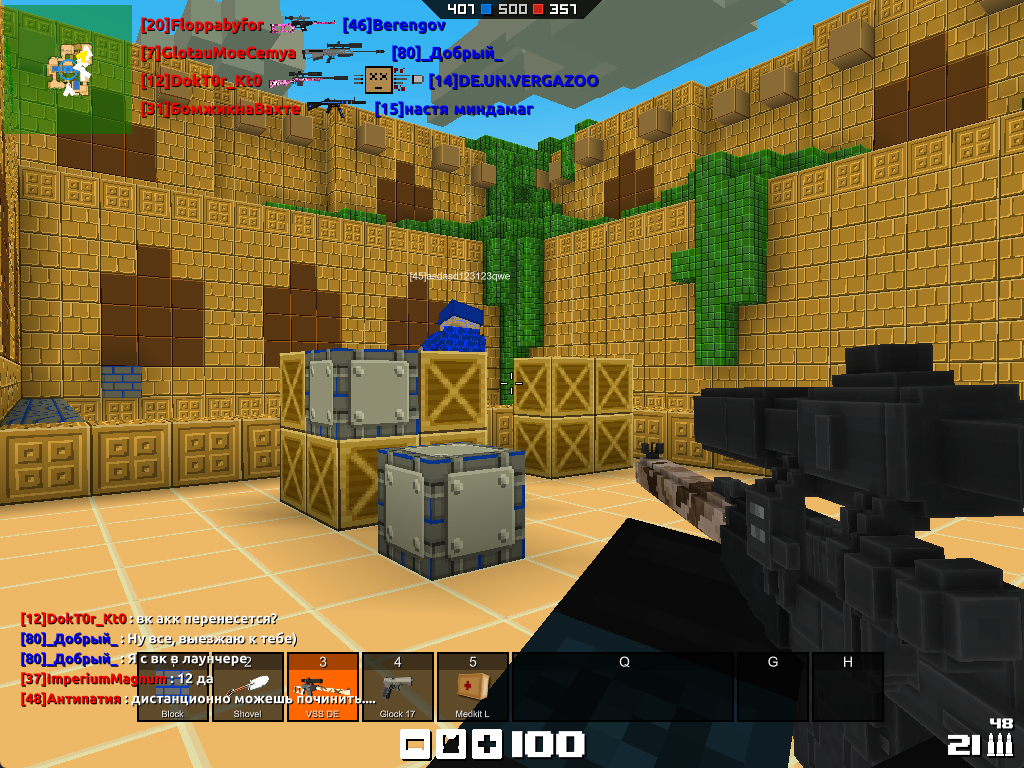 407 500 357
[20]Floppabyfor [46]Berengov
[7]GlotauMoeCemya [80]_Добрый_
[12]DokT0r_Kt0 [14]DE.UN.VERGAZOO
[31]БомжикнаВахте [15]настя миндамаг
[45]asdasd123123qwe
[12]DokT0r_Kt0 : вк акк перенесется?
[80]_Добрый_ : Ну все, выезжаю к тебе)
[80]_Добрый_ : Я с вк в лаунчере
[37]ImperiumMagnum : 12 да
[48]Антипатия : дистанционно можешь починить....
2 3 4 5 Q G H
Block Shovel VSS DE Glock 17 Medkit L
100
48
21